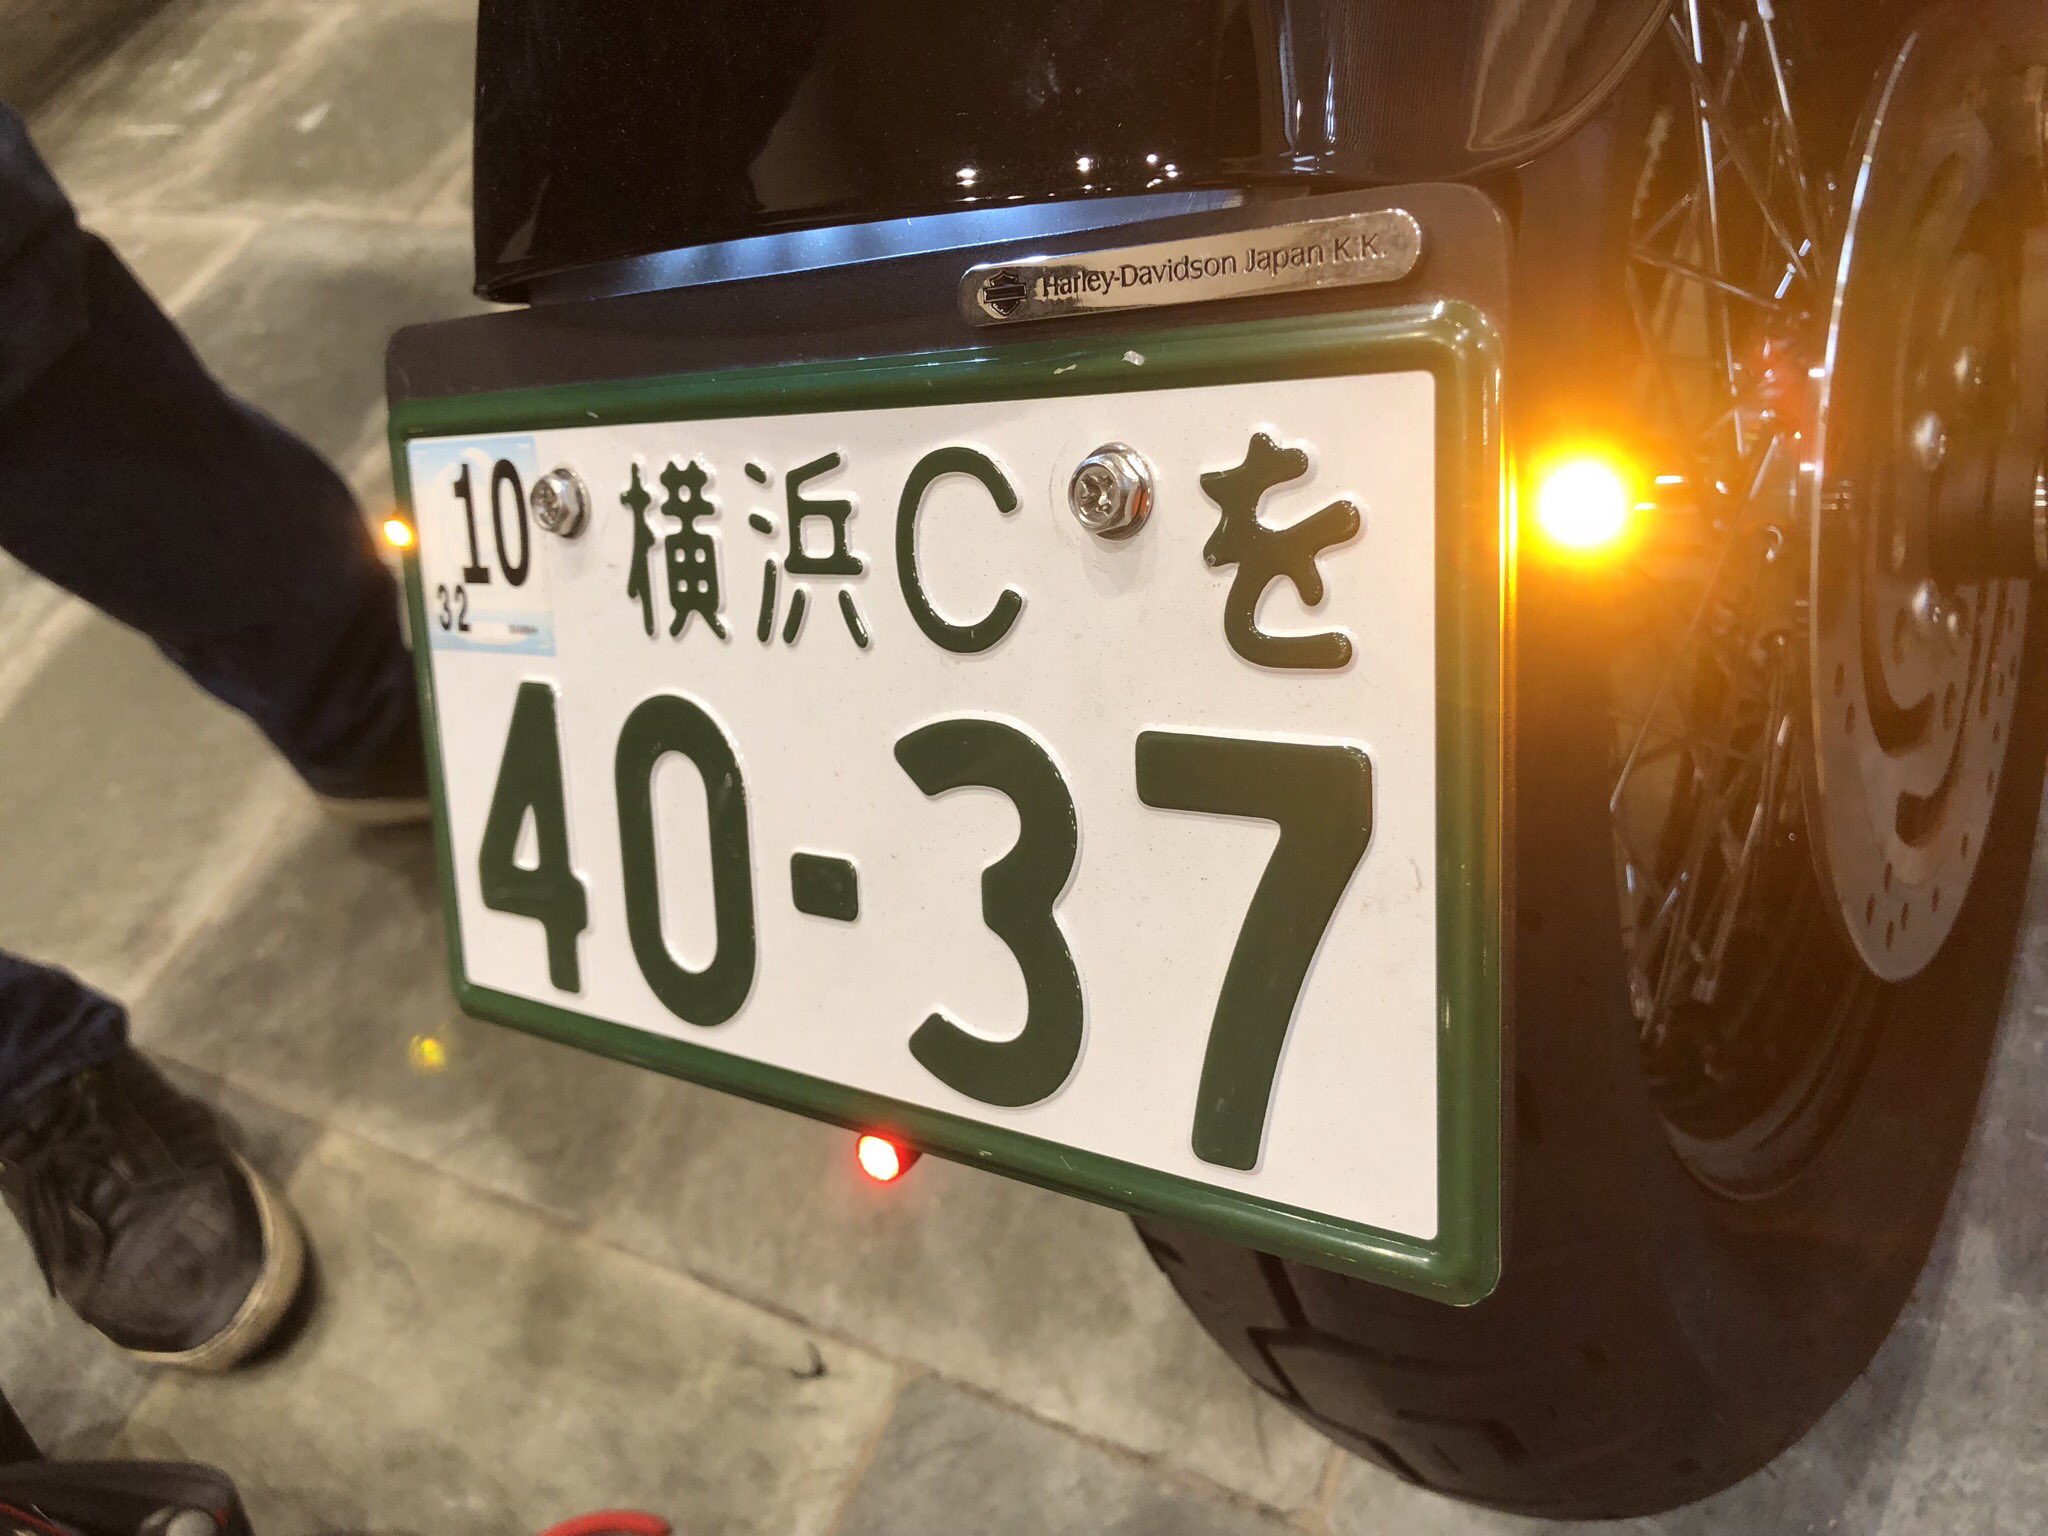 Harley-Davidson Japan K.K.
10
32
横浜C を
40-37